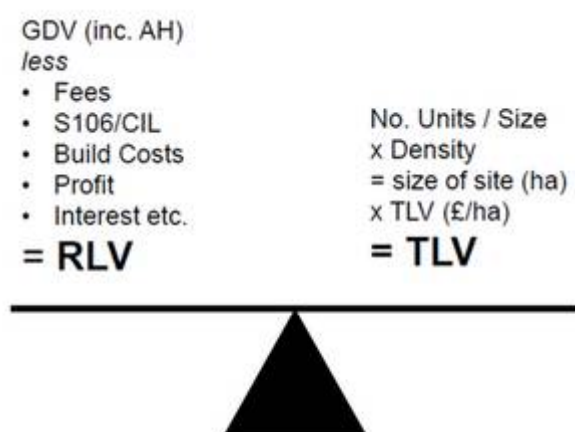 GDV (inc. AH)
less
• Fees
• S106/CIL
• Build Costs
• Profit
• Interest etc.
= RLV
No. Units / Size
x Density
= size of site (ha)
x TLV (£/ha)
= TLV